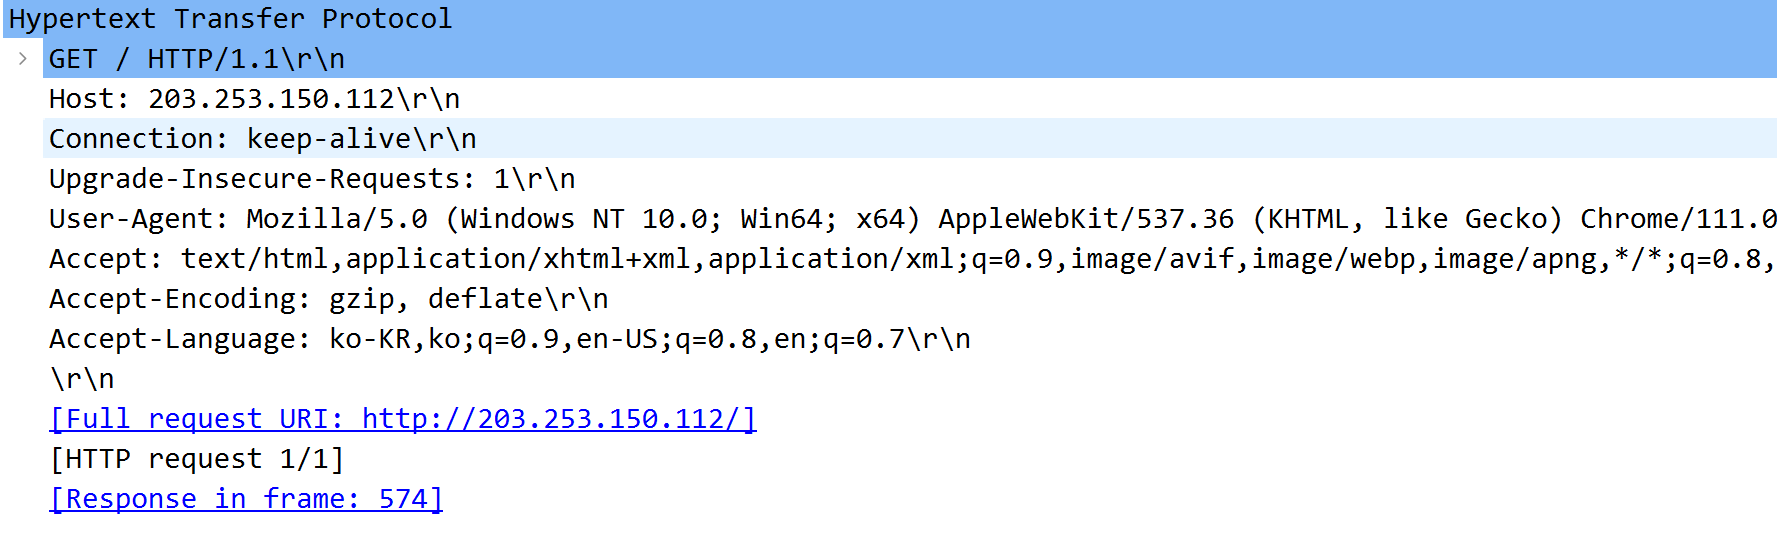 Hypertext Transfer Protocol
GET / HTTP/1.1\r\n
Host: 203.253.150.112\r\n
Connection: keep-alive\r\n
Upgrade-Insecure-Requests: 1\r\n
User-Agent: Mozilla/5.0 (Windows NT 10.0; Win64; x64) AppleWebKit/537.36 (KHTML, like Gecko) Chrome/111.0
Accept: text/html,application/xhtml+xml,application/xml;q=0.9,image/avif,image/webp,image/apng,*/*;q=0.8,
Accept-Encoding: gzip, deflate\r\n
Accept-Language: ko-KR,ko;q=0.9,en-US;q=0.8,en;q=0.7\r\n
\r\n
[Full request URI: http://203.253.150.112/]
[HTTP request 1/1]
[Response in frame: 574]